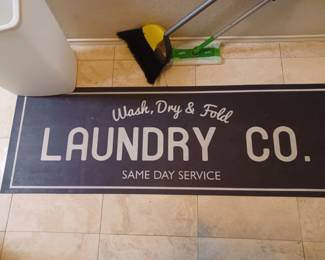 Wash, Dry & Fold
LAUNDRY CO.
SAME DAY SERVICE